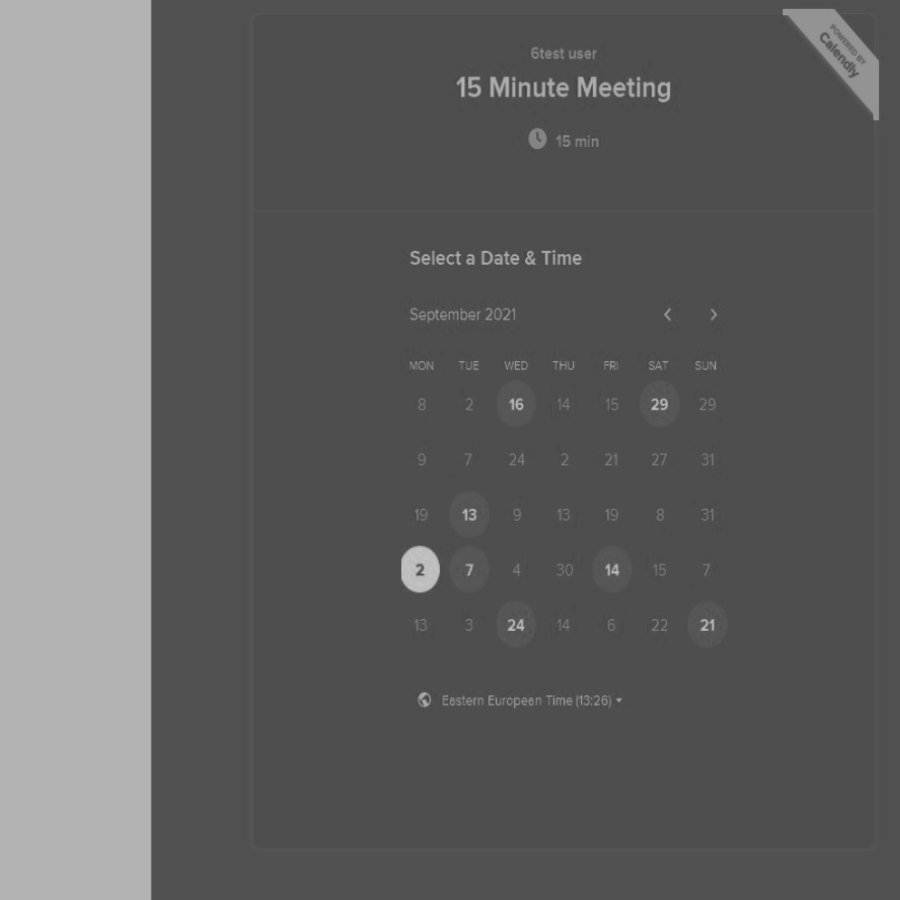 POWERED BY
Calendly
6test user
15 Minute Meeting
15 min
Select a Date & Time
September 2021
MON TUE WED THU FRI SAT SUN
8 2 16 14 15 29 29
9 7 24 2 21 27 31
19 13 9 13 19 8 31
2 7 4 30 14 15 7
13 3 24 14 6 22 21
Eastern European Time (13:26)